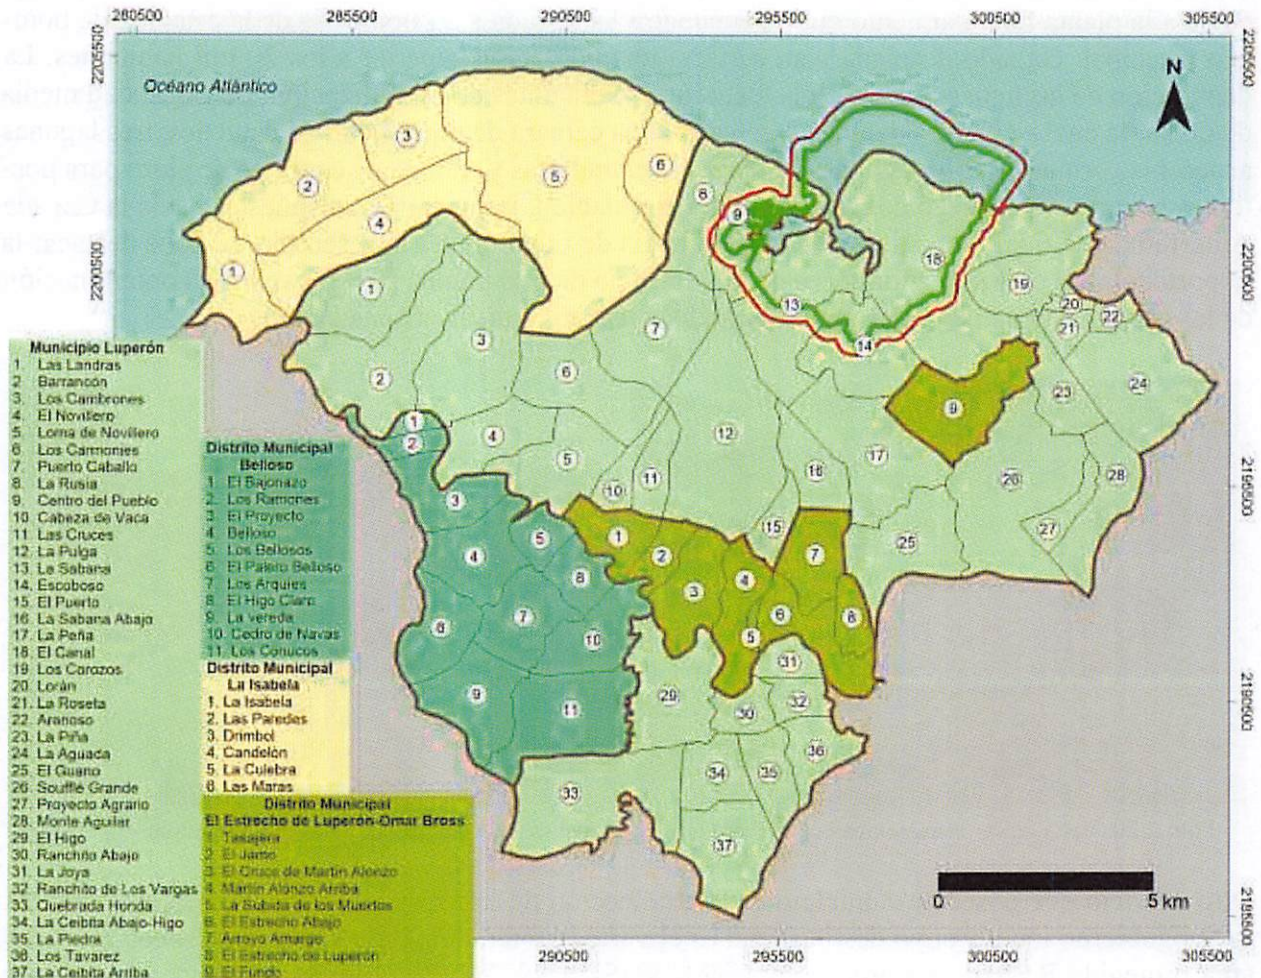 280500 285500 290500 295500 300500 305500
2205500
2205500
Océano Atlántico
N
2200500
2200500
2195500
2190500
2185500
Municipio Luperón
1. Las Landras
2 Barrancón
3. Los Cambrones
4. El Novillero
5. Loma de Novillero
6 Los Carmones
7. Puerto Caballo
8. La Rusia
9. Centro del Pueblo
10. Cabeza de Vaca
11. Las Cruces
12. La Pulga
13. La Sabana
14. Escoboso
15. El Puerto
16. La Sabana Abajo
17. La Peña
18. El Canal
19. Los Corozos
20. Lorán
21. La Roseta
22. Arenoso
23. La Piña
24. La Aguada
25. El Guano
26. Soufflé Grande
27. Proyecto Agrario
28. Monte Aguilar
29. El Higo
30. Ranchito Abajo
31. La Joya
32. Ranchito de Los Vargas
33. Quebrada Honda
34. La Ceibita Abajo-Higo
35. La Piedra
36. Los Tavarez
37. La Ceibita Arriba
Distrito Municipal
Belloso
1. El Bajonazo
2. Los Ramones
3. El Proyecto
4. Belloso
5. Los Bellosos
6. El Palero Belloso
7. Los Arquies
8. El Higo Claro
9. La vereda
10. Cedro de Navas
11. Los Conucos
Distrito Municipal
La Isabela
1. La Isabela
2. Las Paredes
3. Drimbol
4. Candelón
5. La Culebra
6. Las Maras
Distrito Municipal
El Estrecho de Luperón-Omar Bross
1. Tasajera
2. El Jamo
3. El Cruce de Martin Alonzo
4. Martin Alonzo Arriba
5. La Subida de los Muertos
6. El Estrecho Abajo
7. Arroyo Amargo
8. El Estrecho de Luperón
9. El Fundo
0 5 km
290500 295500 300500 305500